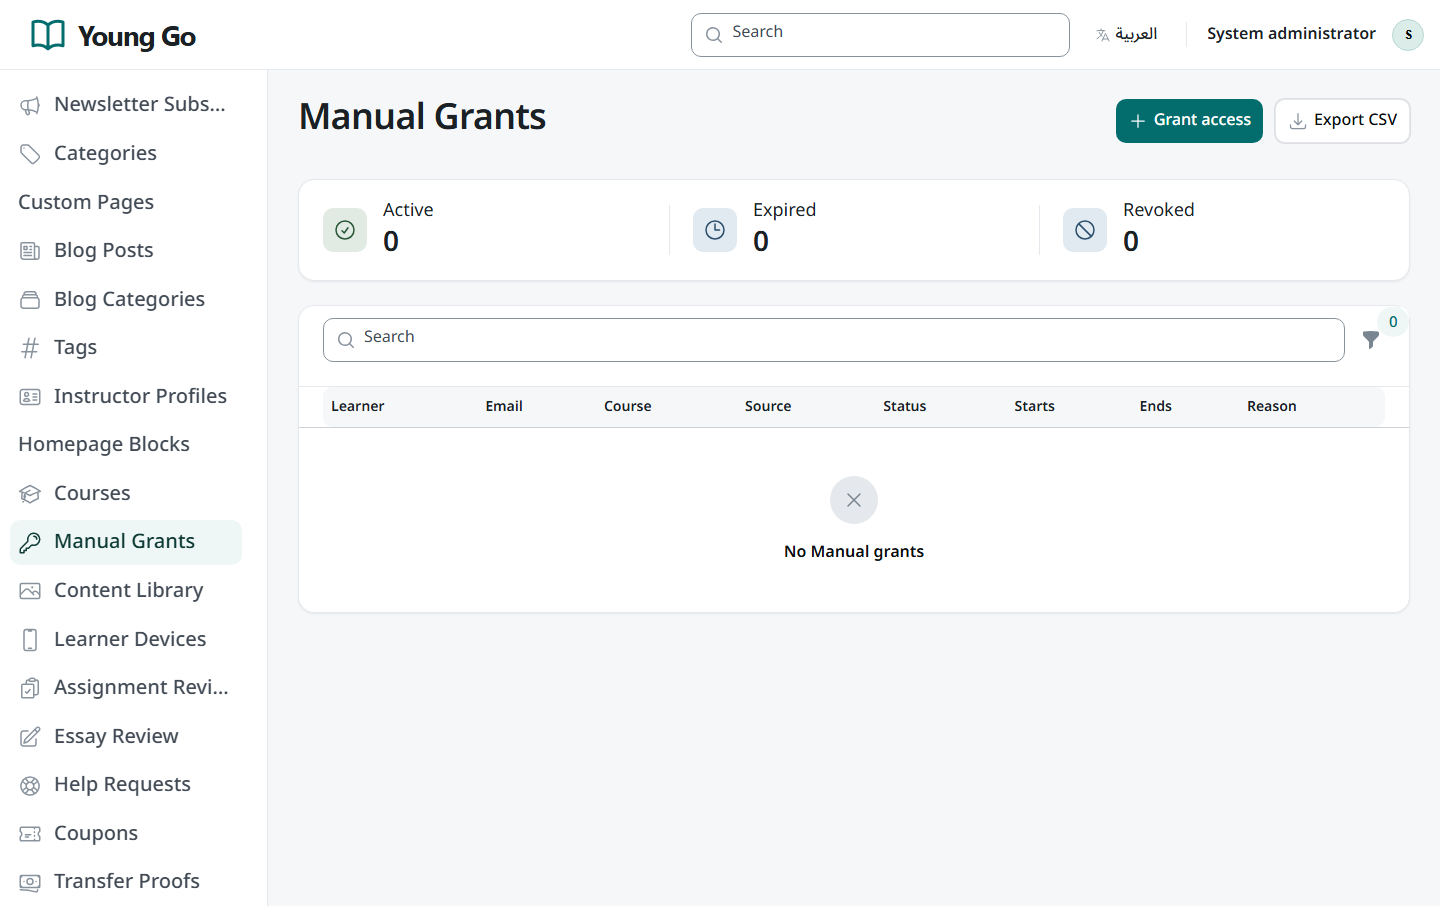 Young Go
Search
العربية
System administrator
S
Newsletter Subs...
Categories
Custom Pages
Blog Posts
Blog Categories
Tags
Instructor Profiles
Homepage Blocks
Courses
Manual Grants
Content Library
Learner Devices
Assignment Revi...
Essay Review
Help Requests
Coupons
Transfer Proofs
Manual Grants
Grant access
Export CSV
Active
0
Expired
0
Revoked
0
Search
0
Learner Email Course Source Status Starts Ends Reason
No Manual grants